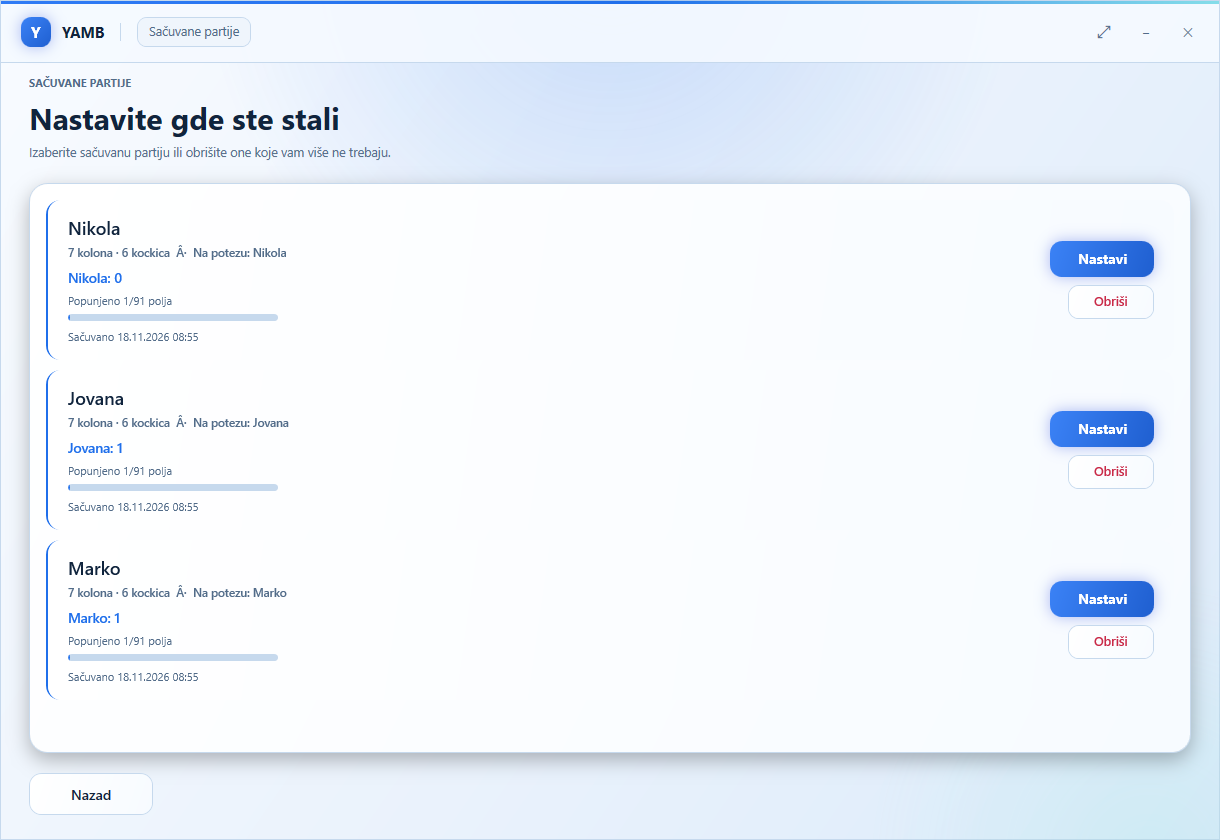 Y YAMB Sačuvane partije
SAČUVANE PARTIJE
Nastavite gde ste stali
Izaberite sačuvanu partiju ili obrišite one koje vam više ne trebaju.
Nikola
7 kolona · 6 kockica Â· Na potezu: Nikola
Nikola: 0
Popunjeno 1/91 polja
Sačuvano 18.11.2026 08:55
Nastavi
Obriši
Jovana
7 kolona · 6 kockica Â· Na potezu: Jovana
Jovana: 1
Popunjeno 1/91 polja
Sačuvano 18.11.2026 08:55
Nastavi
Obriši
Marko
7 kolona · 6 kockica Â· Na potezu: Marko
Marko: 1
Popunjeno 1/91 polja
Sačuvano 18.11.2026 08:55
Nastavi
Obriši
Nazad